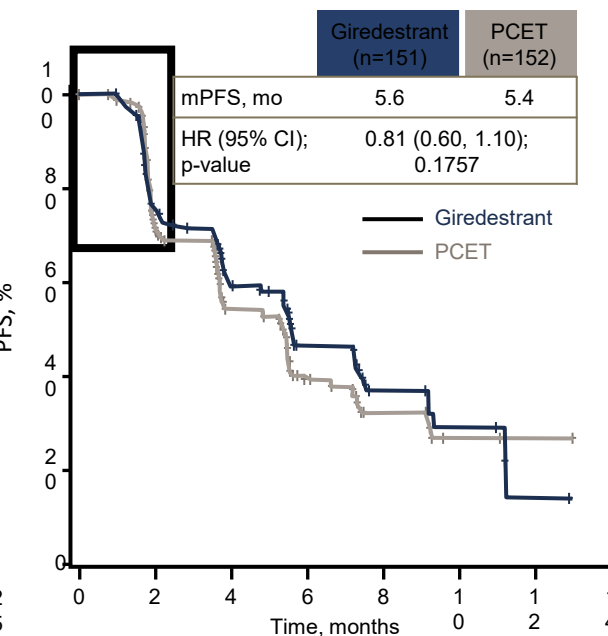 Giredestrant PCET
(n=151) (n=152)
mPFS, mo 5.6 5.4
HR (95% CI); 0.81 (0.60, 1.10);
p-value 0.1757
Giredestrant
PCET
PFS, %
1
0
0
8
0
6
0
4
0
2
0
0
0 2 4 6 8 1 1 1
0 2 4
Time, months